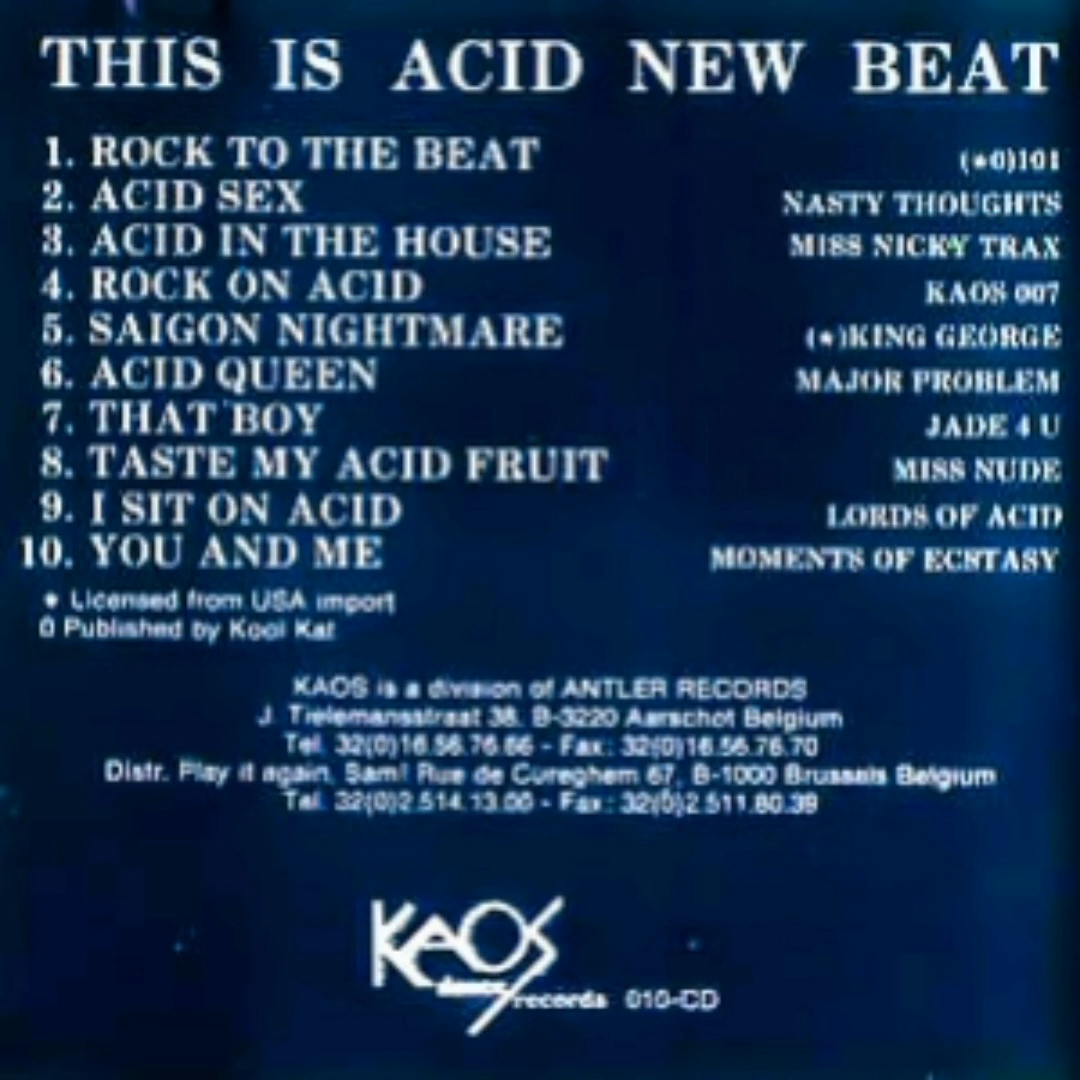 THIS IS ACID NEW BEAT
1. ROCK TO THE BEAT (*0)101
2. ACID SEX NASTY THOUGHTS
3. ACID IN THE HOUSE MISS NICKY TRAX
4. ROCK ON ACID KAOS 007
5. SAIGON NIGHTMARE (*)KING GEORGE
6. ACID QUEEN MAJOR PROBLEM
7. THAT BOY JADE 4 U
8. TASTE MY ACID FRUIT MISS NUDE
9. I SIT ON ACID LORDS OF ACID
10. YOU AND ME MOMENTS OF ECSTASY
* Licensed from USA import
0 Published by Kool Kat
KAOS is a division of ANTLER RECORDS
J. Tielemansstraat 38, B-3220 Aarschot Belgium
Tel. 32(0)16.56.76.66 - Fax: 32(0)16.56.76.70
Distr. Play it again, Sam! Rue de Cureghem 67, B-1000 Brussels Belgium
Tel. 32(0)2.514.13.06 - Fax: 32(0)2.511.80.39
KAOS
dance
records 010-CD